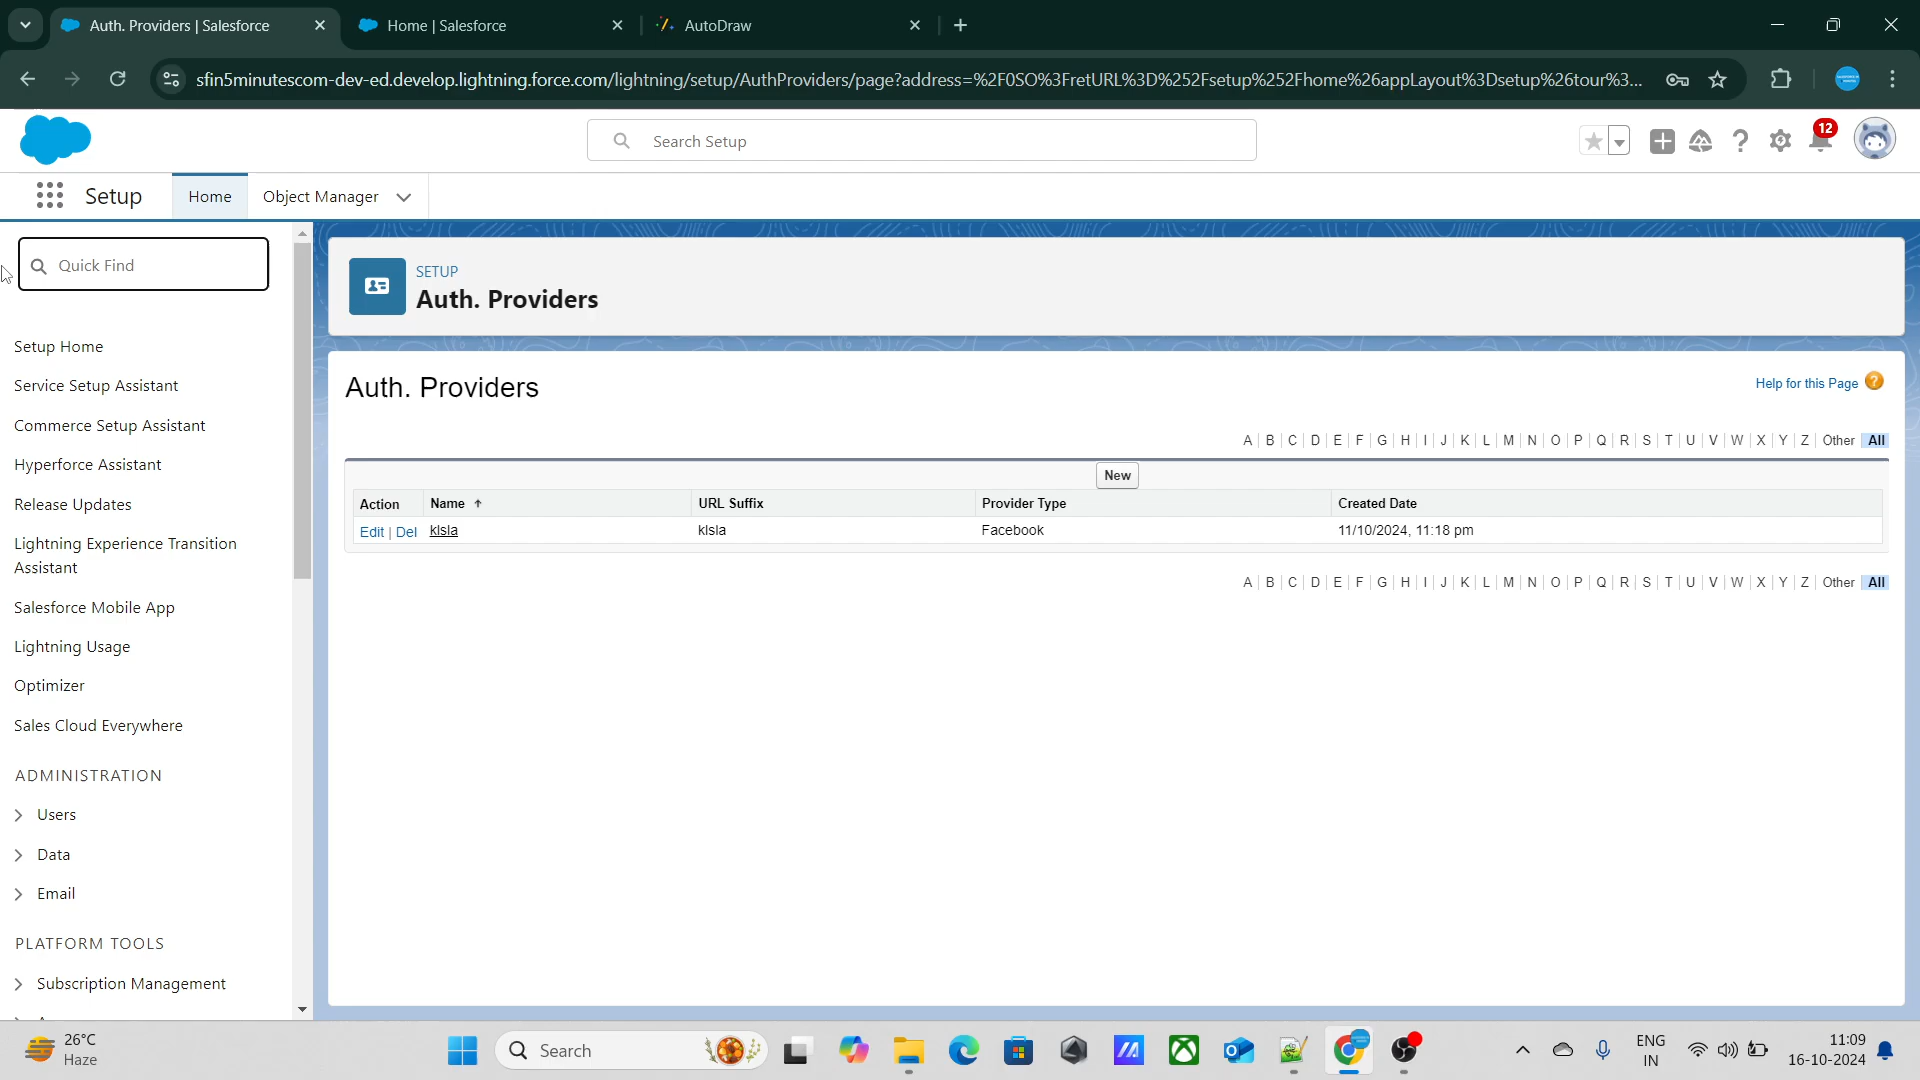 Auth. Providers | Salesforce
Home | Salesforce
AutoDraw
sfin5minutescom-dev-ed.develop.lightning.force.com/lightning/setup/AuthProviders/page?address=%2F0SO%3FretURL%3D%252Fsetup%252Fhome%26appLayout%3Dsetup%26tour%3...
Search Setup
12
Setup
Home
Object Manager
Quick Find
Setup Home
Service Setup Assistant
Commerce Setup Assistant
Hyperforce Assistant
Release Updates
Lightning Experience Transition
Assistant
Salesforce Mobile App
Lightning Usage
Optimizer
Sales Cloud Everywhere
ADMINISTRATION
Users
Data
Email
PLATFORM TOOLS
Subscription Management
SETUP
Auth. Providers
Auth. Providers
Help for this Page
A | B | C | D | E | F | G | H | I | J | K | L | M | N | O | P | Q | R | S | T | U | V | W | X | Y | Z | Other | All
New
Action Name URL Suffix Provider Type Created Date
Edit | Del klsla klsla Facebook 11/10/2024, 11:18 pm
A | B | C | D | E | F | G | H | I | J | K | L | M | N | O | P | Q | R | S | T | U | V | W | X | Y | Z | Other | All
26°C
Haze
Search
ENG
IN
11:09
16-10-2024